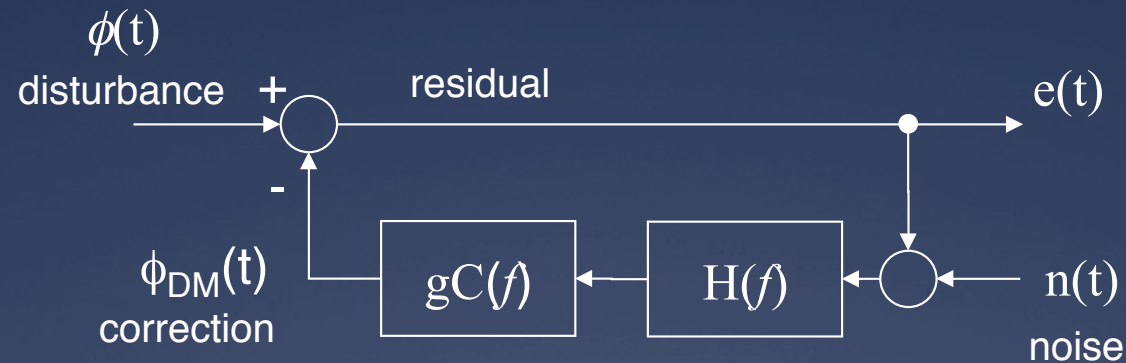 ϕ(t)
disturbance
+
residual
e(t)
-
ϕDM(t)
correction
gC(f)
H(f)
n(t)
noise